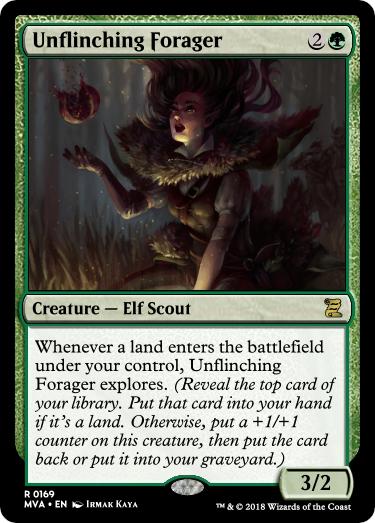 Unflinching Forager 2
Creature — Elf Scout
Whenever a land enters the battlefield
under your control, Unflinching
Forager explores. (Reveal the top card of
your library. Put that card into your hand
if it's a land. Otherwise, put a +1/+1
counter on this creature, then put the card
back or put it into your graveyard.)
3/2
R 0169
MVA • EN Irmak Kaya
™ & © 2018 Wizards of the Coast